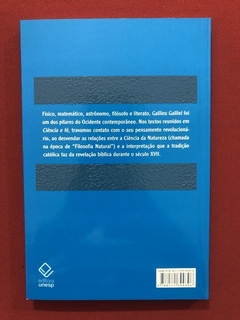 Físico, matemático, astrônomo, filósofo e literato, Galileu Galilei foi
um dos pilares do Ocidente contemporâneo. Nos textos reunidos em
Ciência e fé, travamos contato com o seu pensamento revolucioná-
rio, ao desvendar as relações entre a Ciência da Natureza (chamada
na época de "Filosofia Natural") e a interpretação que a tradição
católica faz da revelação bíblica durante o século XVII.
editora
unesp